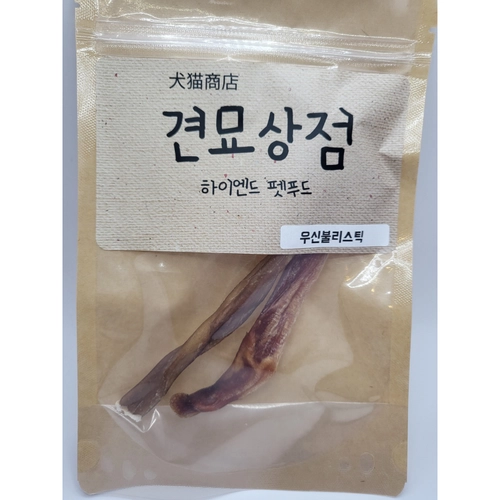 犬猫商店
견묘상점
하이엔드 펫푸드
우신불리스틱